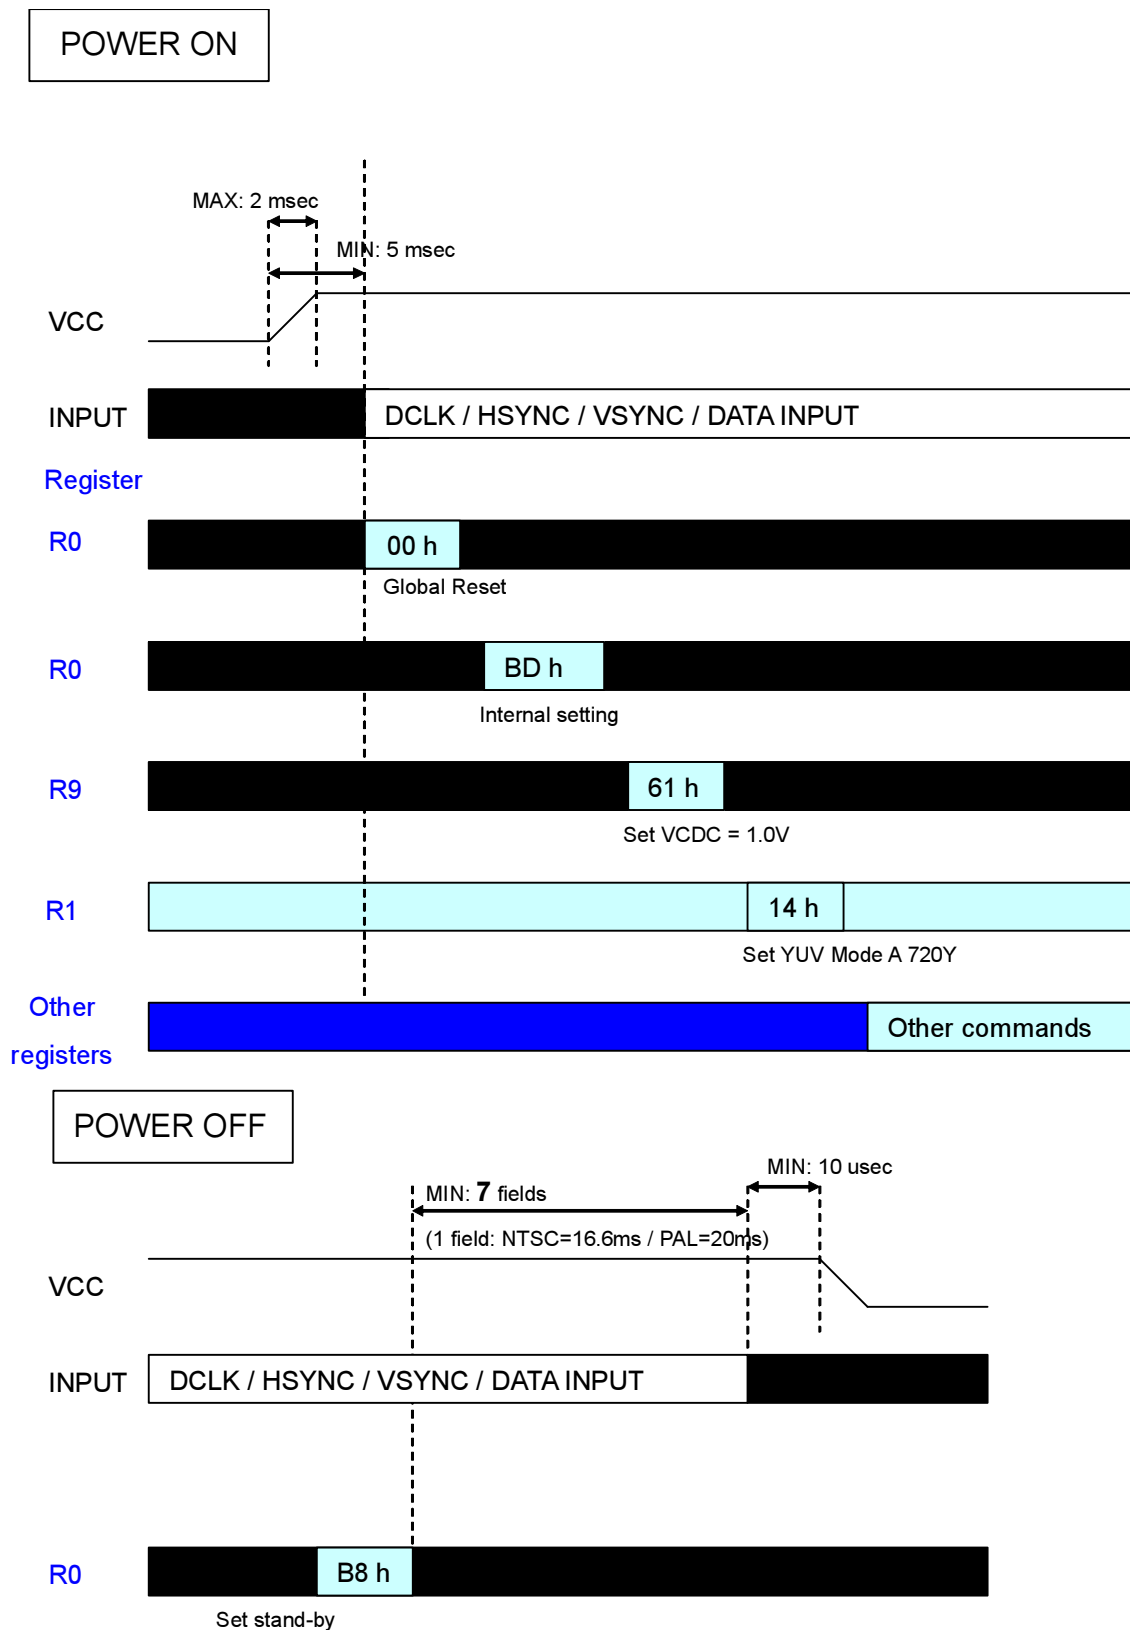 POWER ON
MAX: 2 msec
MIN: 5 msec
VCC
INPUT DCLK / HSYNC / VSYNC / DATA INPUT
Register
R0 00 h
Global Reset
R0 BD h
Internal setting
R9 61 h
Set VCDC = 1.0V
R1 14 h
Set YUV Mode A 720Y
Other
registers
Other commands
POWER OFF
MIN: 10 usec
MIN: 7 fields
(1 field: NTSC=16.6ms / PAL=20ms)
VCC
INPUT DCLK / HSYNC / VSYNC / DATA INPUT
R0 B8 h
Set stand-by